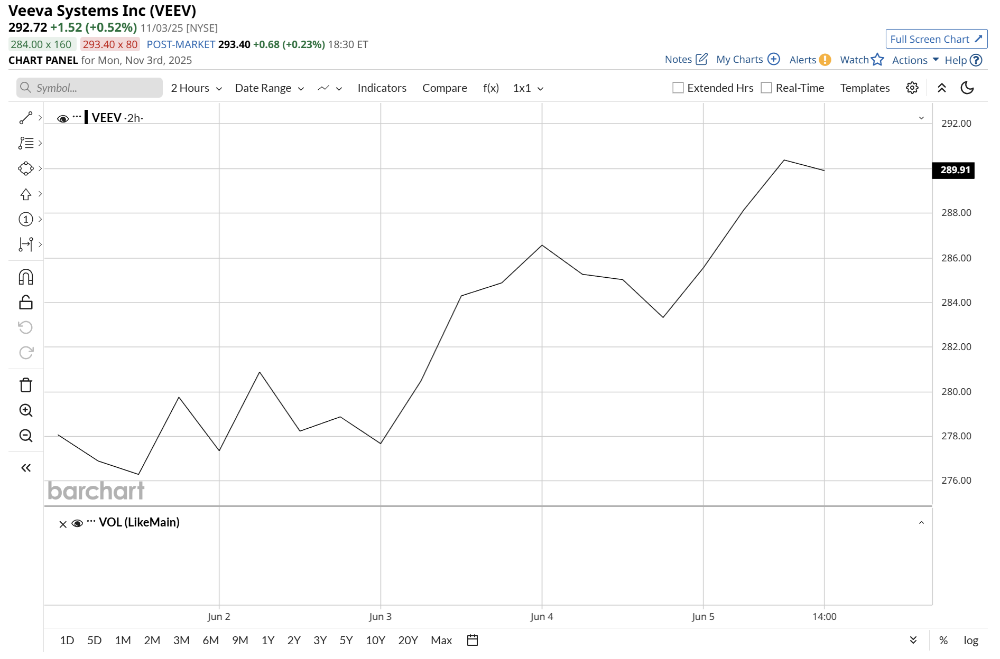 Veeva Systems Inc (VEEV)
292.72 +1.52 (+0.52%) 11/03/25 [NYSE]
284.00 x 160 293.40 x 80 POST-MARKET 293.40 +0.68 (+0.23%) 18:30 ET
Full Screen Chart
CHART PANEL for Mon, Nov 3rd, 2025
Notes My Charts Alerts Watch Actions Help
Symbol... 2 Hours Date Range Indicators Compare f(x) 1x1 Extended Hrs Real-Time Templates
VEEV ·2h·
292.00
289.91
288.00
286.00
284.00
282.00
280.00
278.00
276.00
barchart
VOL (LikeMain)
Jun 2 Jun 3 Jun 4 Jun 5 14:00
1D 5D 1M 2M 3M 6M 9M 1Y 2Y 3Y 5Y 10Y 20Y Max % log